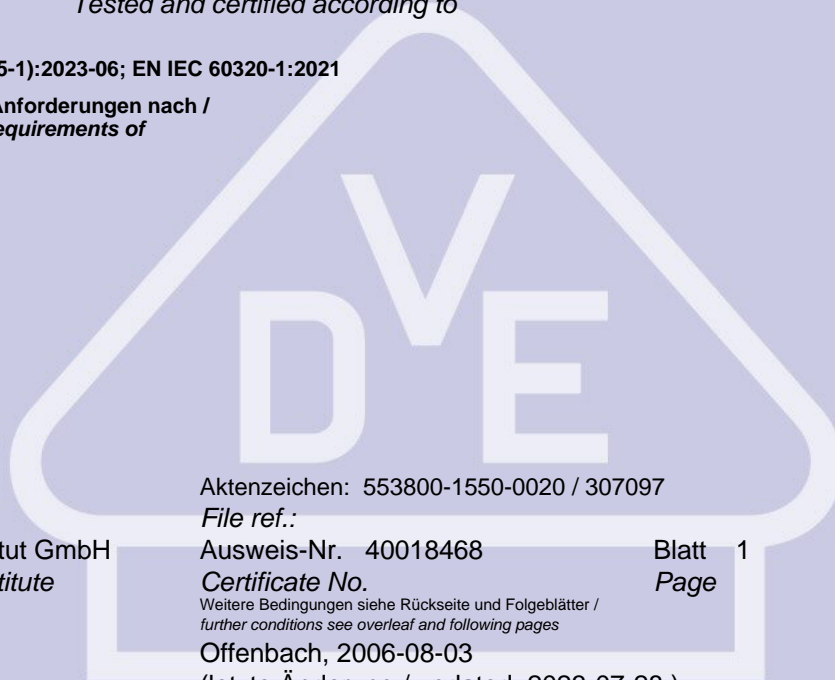 Tested and certified according to
5-1):2023-06; EN IEC 60320-1:2021
Anforderungen nach /
equirements of
DVE
Aktenzeichen: 553800-1550-0020 / 307097
File ref.:
tut GmbH Ausweis-Nr. 40018468 Blatt 1
titute Certificate No. Page
Weitere Bedingungen siehe Rückseite und Folgeblätter /
further conditions see overleaf and following pages
Offenbach, 2006-08-03